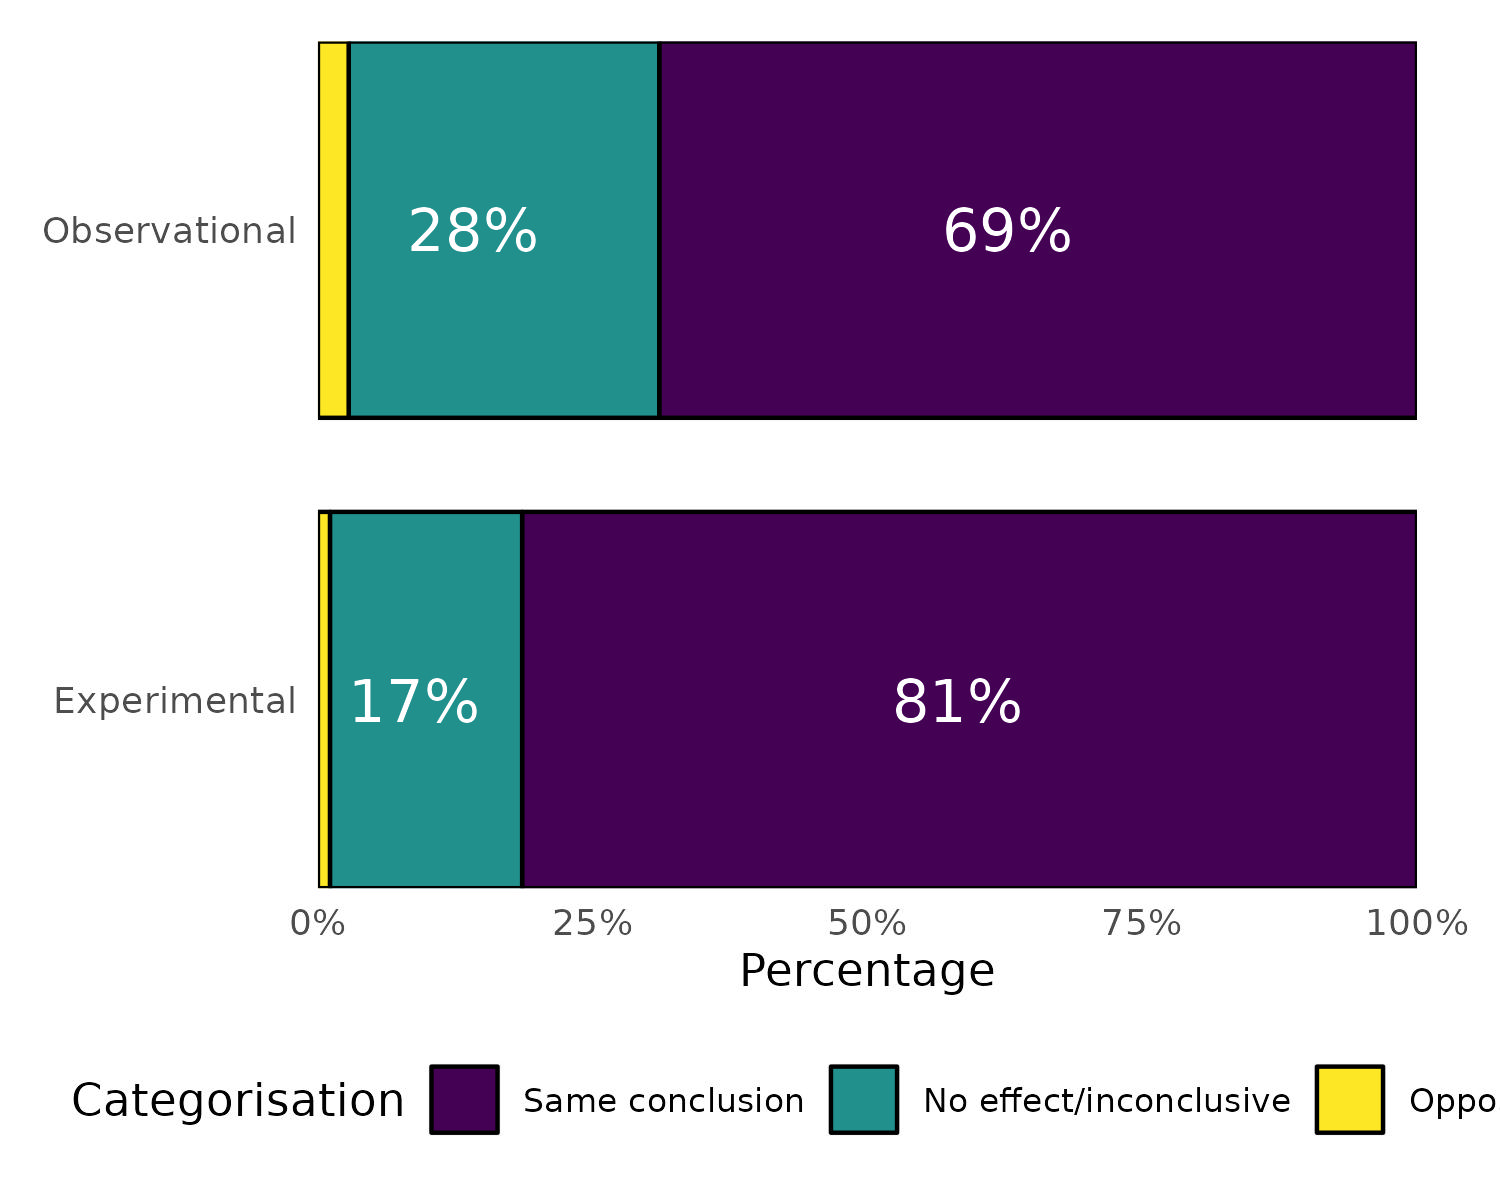 Observational
28%
69%
Experimental
17%
81%
0% 25% 50% 75% 100%
Percentage
Categorisation Same conclusion No effect/inconclusive Oppo